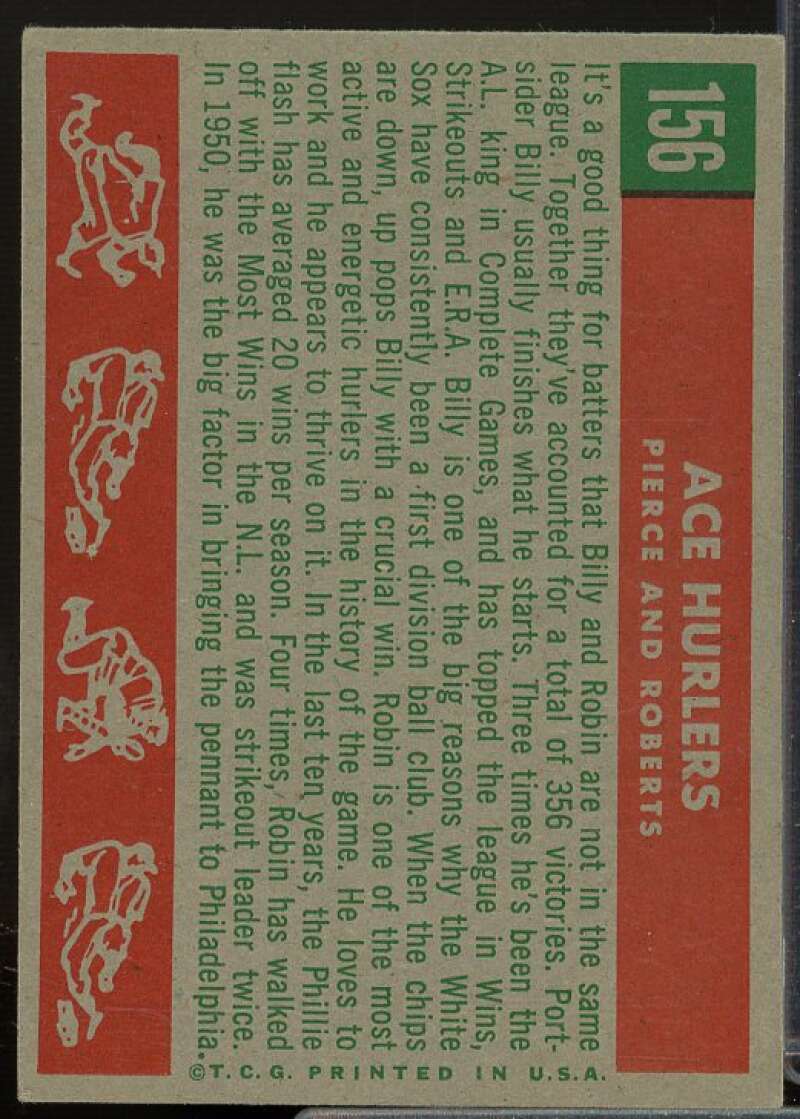 156
ACE HURLERS
PIERCE AND ROBERTS
It's a good thing for batters that Billy and Robin are not in the same
league. Together they've accounted for a total of 356 victories. Port-
sider Billy usually finishes what he starts. Three times he's been the
A.L. king in Complete Games, and has topped the league in Wins,
Strikeouts and E.R.A. Billy is one of the big reasons why the White
Sox have consistently been a first division ball club. When the chips
are down, up pops Billy with a crucial win. Robin is one of the most
active and energetic hurlers in the history of the game. He loves to
work and he appears to thrive on it. In the last ten years, the Phillie
flash has averaged 20 wins per season. Four times, Robin has walked
off with the Most Wins in the N.L. and was strikeout leader twice.
In 1950, he was the big factor in bringing the pennant to Philadelphia.
©T. C. G. PRINTED IN U.S.A.